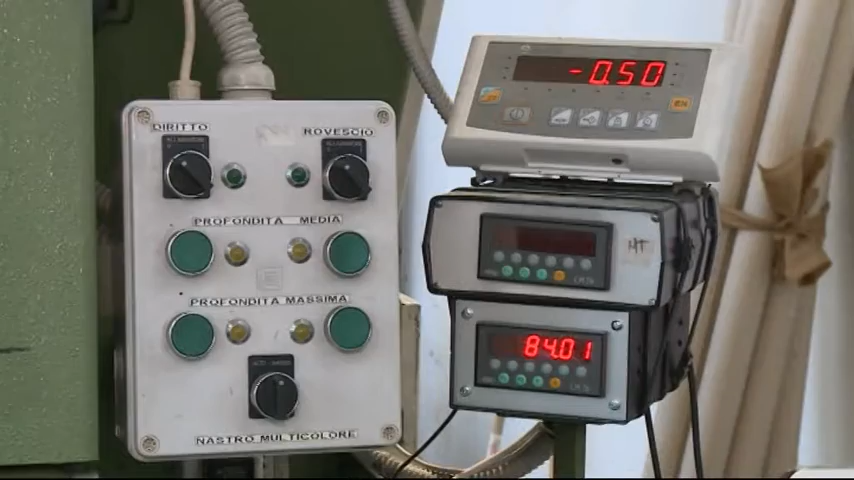 -0.50
DIRITTO
ROVESCIO
PROFONDITA MEDIA
MT
PROFONDITA MASSIMA
84.01
NASTRO MULTICOLORE